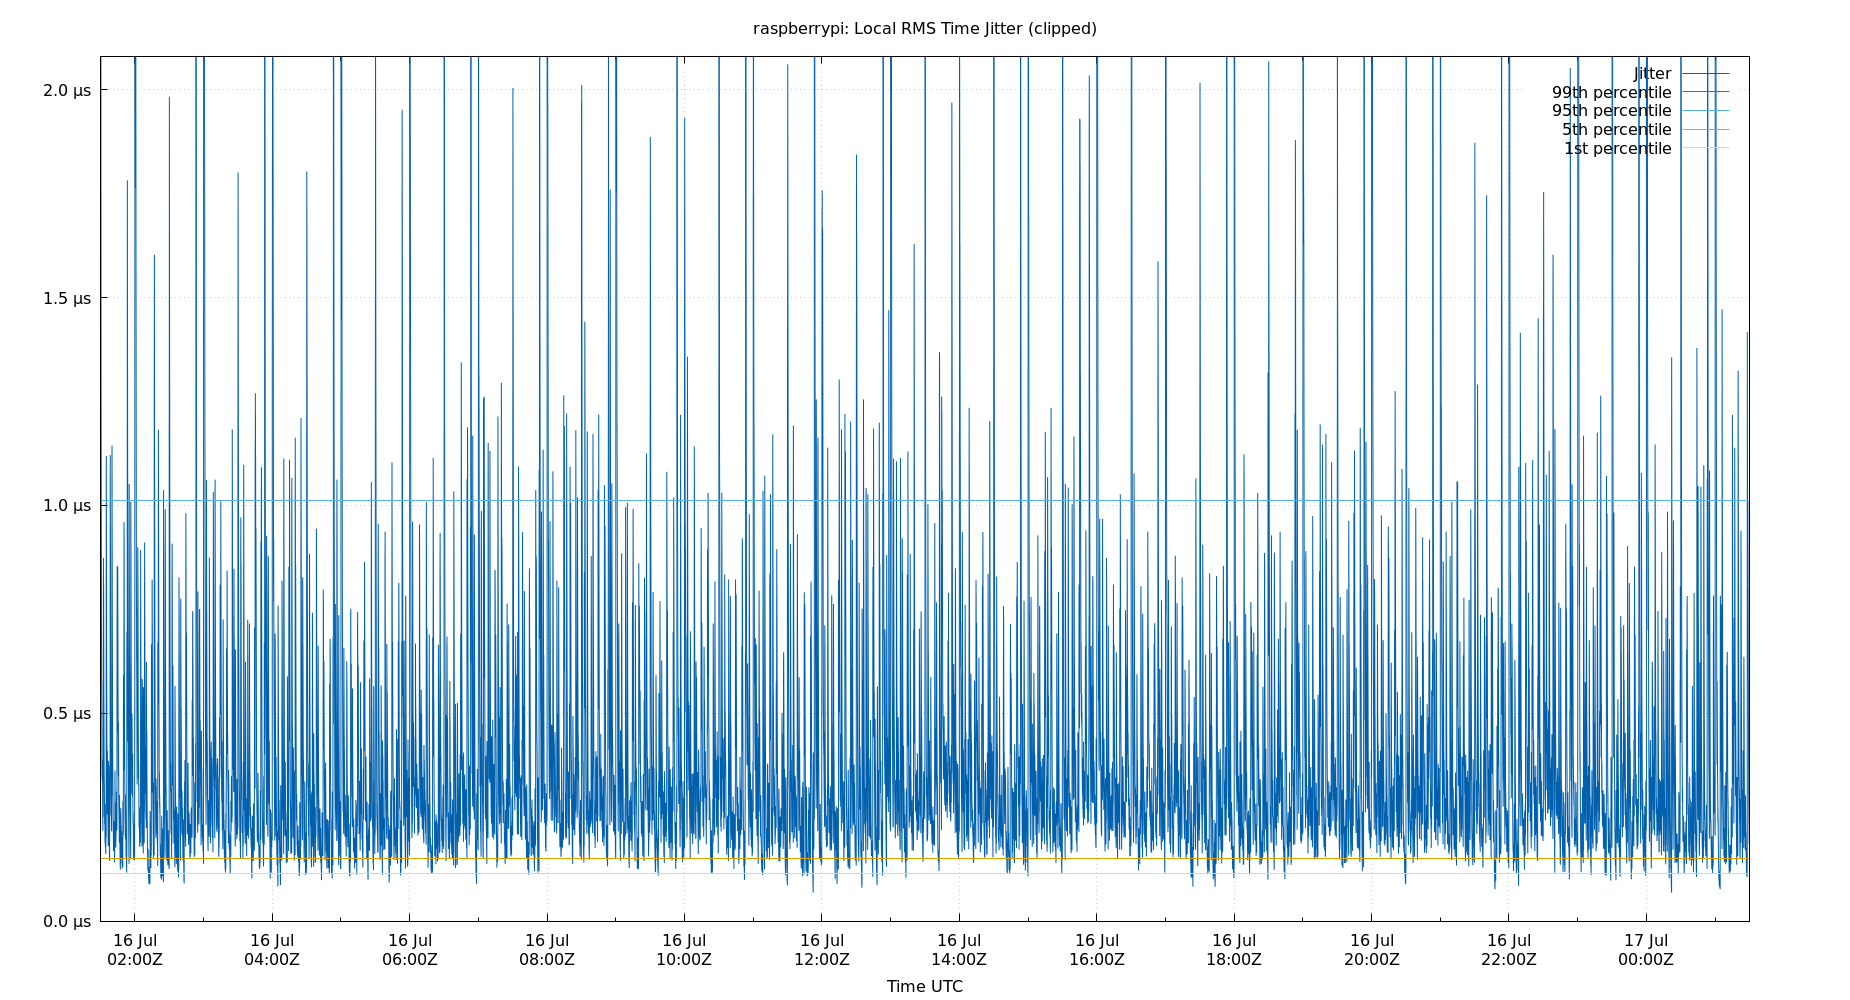 raspberrypi: Local RMS Time Jitter (clipped)
2.0 µs
1.5 µs
1.0 µs
0.5 µs
0.0 µs
Jitter
99th percentile
95th percentile
5th percentile
1st percentile
16 Jul 16 Jul 16 Jul 16 Jul 16 Jul 16 Jul 16 Jul 16 Jul 16 Jul 16 Jul 16 Jul 17 Jul
02:00Z 04:00Z 06:00Z 08:00Z 10:00Z 12:00Z 14:00Z 16:00Z 18:00Z 20:00Z 22:00Z 00:00Z
Time UTC